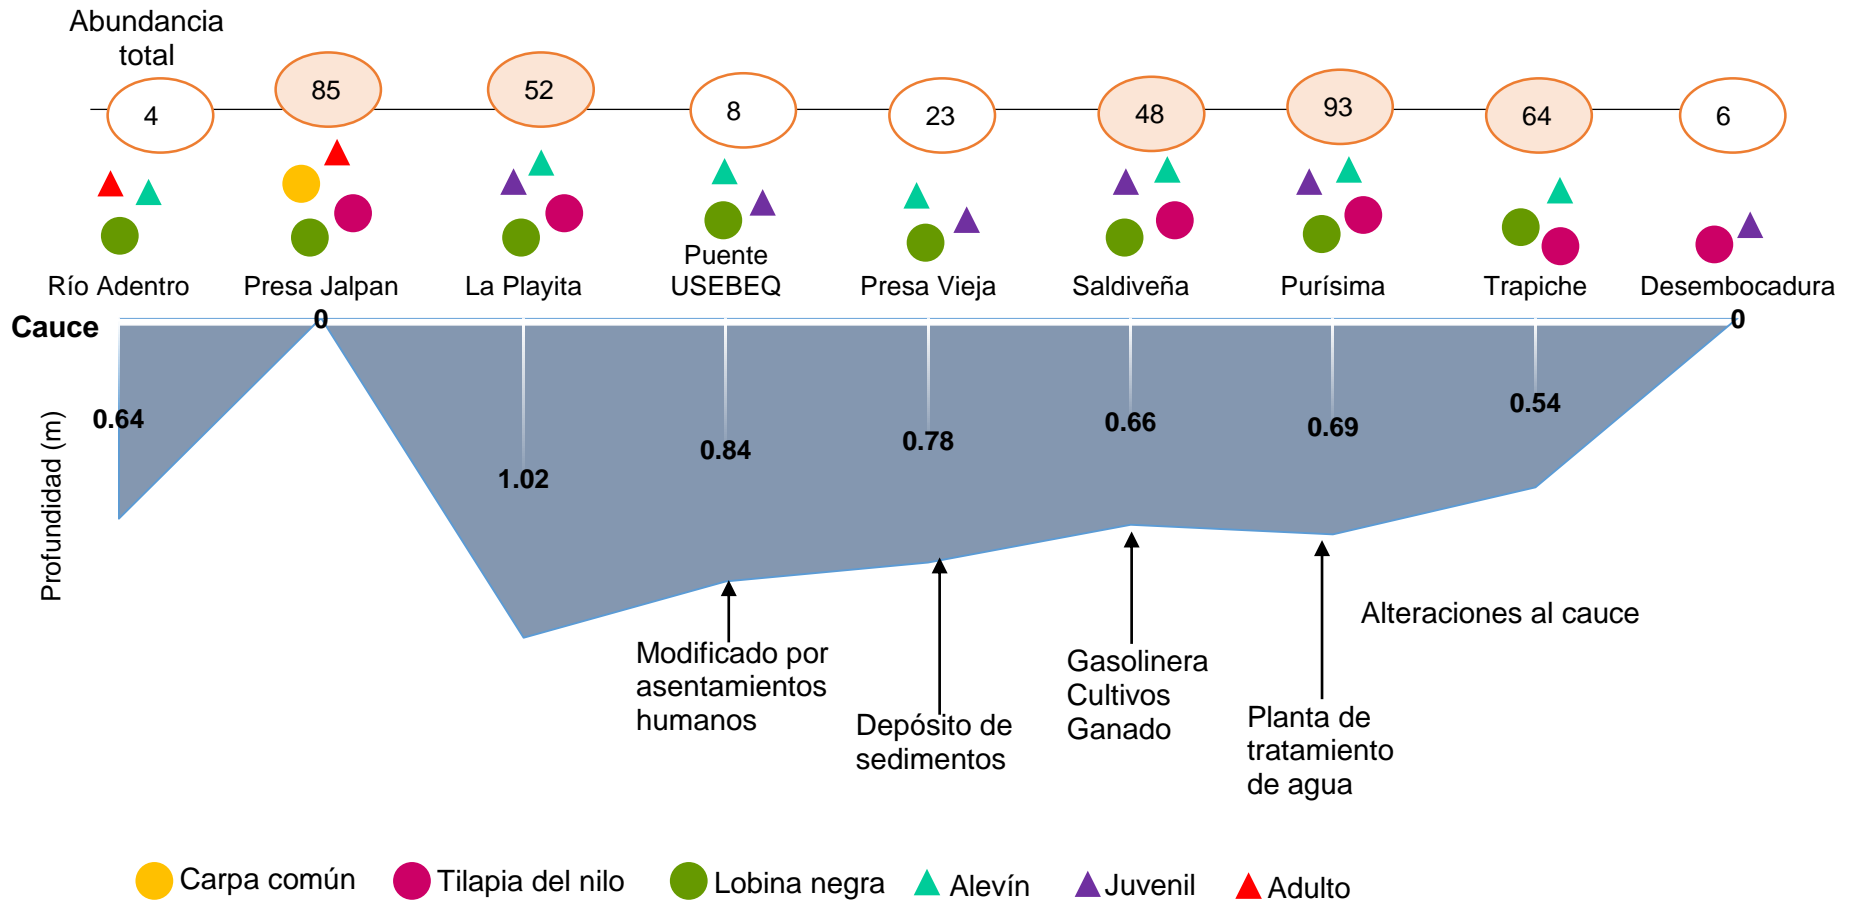 Abundancia
total
4
85
52
8
23
48
93
64
6
Río Adentro
Presa Jalpan
La Playita
Puente
USEBEQ
Presa Vieja
Saldiveña
Purísima
Trapiche
Desembocadura
Cauce
0
0
Profundidad (m)
0.64
1.02
0.84
0.78
0.66
0.69
0.54
Modificado por
asentamientos
humanos
Depósito de
sedimentos
Gasolinera
Cultivos
Ganado
Planta de
tratamiento
de agua
Alteraciones al cauce
Carpa común
Tilapia del nilo
Lobina negra
Alevín
Juvenil
Adulto